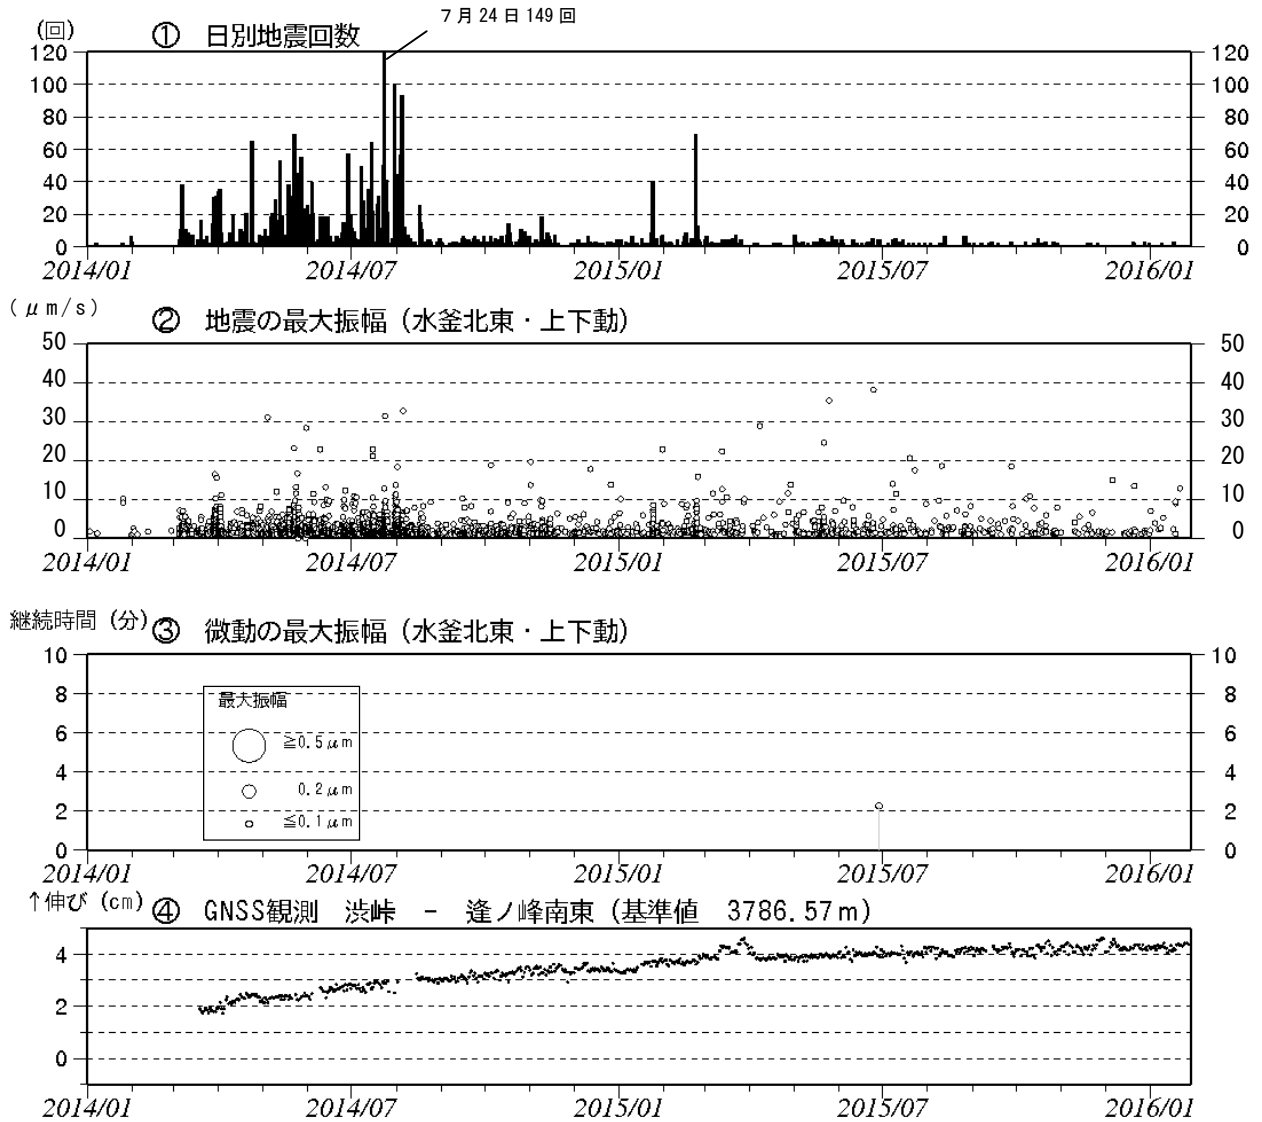 ７月24日149回
(回) ① 日別地震回数
120 120
100 100
80 80
60 60
40 40
20 20
0 0
2014/01 2014/07 2015/01 2015/07 2016/01
(μm/s) ② 地震の最大振幅（水釜北東・上下動）
50 50
40 40
30 30
20 20
10 10
0 0
2014/01 2014/07 2015/01 2015/07 2016/01
継続時間（分） ③ 微動の最大振幅（水釜北東・上下動）
10 10
8 8
最大振幅
6 6
≧0.5μm
4 4
0.2μm
2 2
≦0.1μm
0 0
2014/01 2014/07 2015/01 2015/07 2016/01
↑伸び（cm） ④ GNSS観測　渋峠　－　逢ノ峰南東（基準値　3786.57m）
4
2
0
2014/01 2014/07 2015/01 2015/07 2016/01